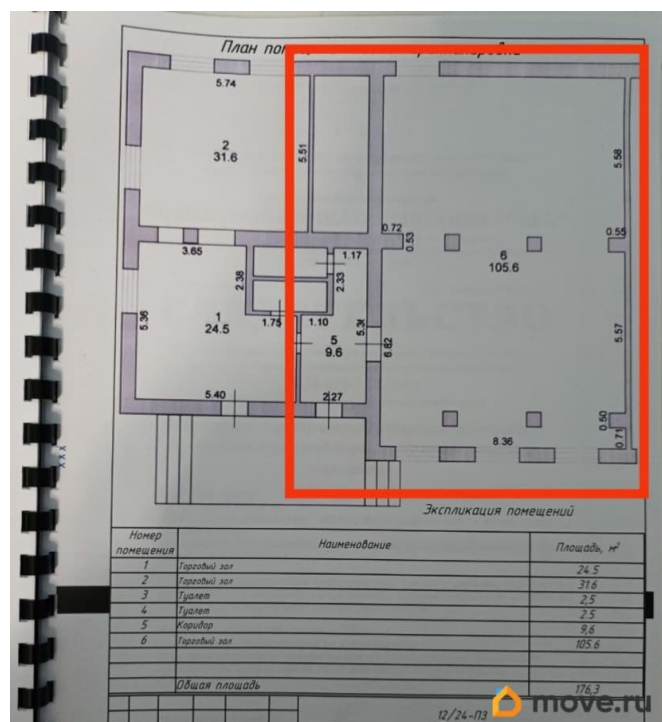 План
5.74
2
31.6
5.51
5.58
0.72
0.53
0.55
6
105.6
3.65
2.38
1.17
2.33
5.36
1
24.5
1.75
1.10
5
9.6
6.82
5.57
5.40
2.27
8.36
0.50
0.71
Экспликация помещений
Номер помещения Наименование Площадь, м²
1 Торговый зал 24.5
2 Торговый зал 31.6
3 Туалет 2,5
4 Туалет 2.5
5 Коридор 9,6
6 Торговый зал 105.6
Общая площадь 176,3
12/24-ПЗ
move.ru